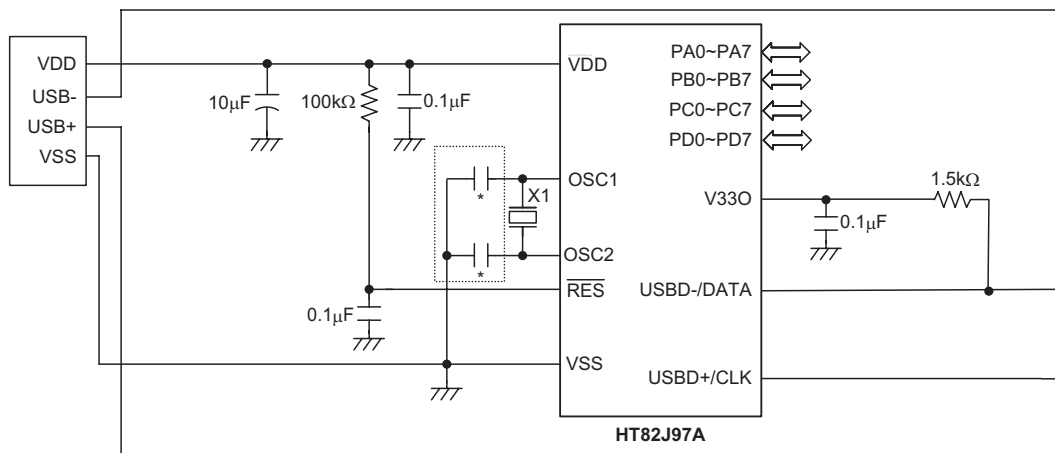 VDD
USB-
USB+
VSS
10μF
100kΩ
0.1μF
VDD
PA0~PA7
PB0~PB7
PC0~PC7
PD0~PD7
OSC1
*
X1
OSC2
*
V33O
1.5kΩ
0.1μF
RES
0.1μF
USBD-/DATA
VSS
USBD+/CLK
HT82J97A